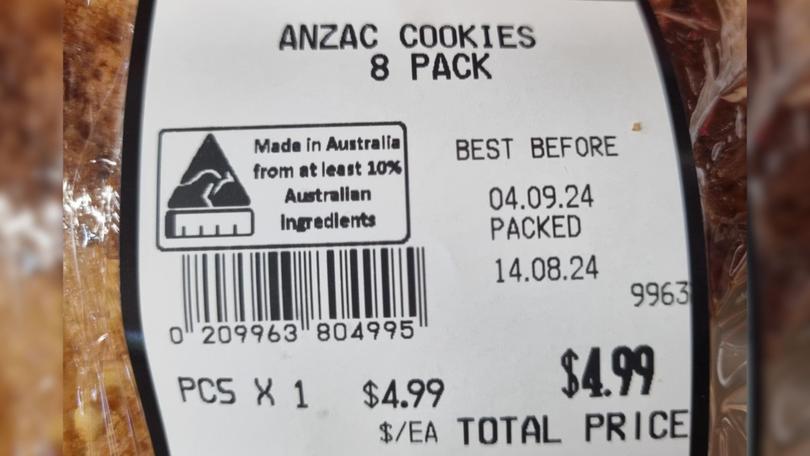 ANZAC COOKIES
8 PACK
Made in Australia
from at least 10%
Australian
Ingredients
BEST BEFORE
04.09.24
PACKED
14.08.24
9963
0 209963 804995
PCS X 1 $4.99 $4.99
$/EA TOTAL PRICE